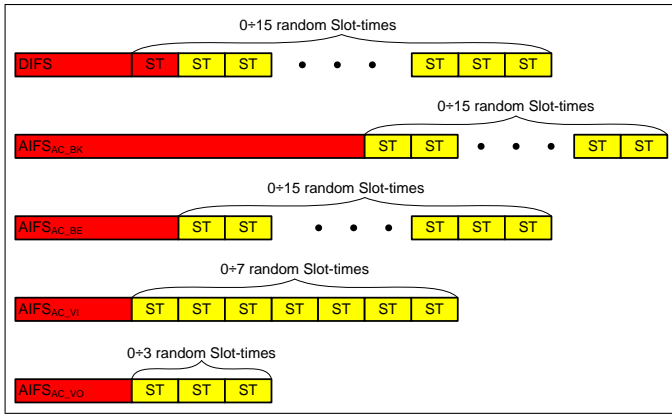 0÷15 random Slot-times
DIFS ST ST ST • • • ST ST ST
0÷15 random Slot-times
AIFSAC_BK ST ST • • • ST ST
0÷15 random Slot-times
AIFSAC_BE ST ST • • • ST ST ST
0÷7 random Slot-times
AIFSAC_VI ST ST ST ST ST ST ST
0÷3 random Slot-times
AIFSAC_VO ST ST ST